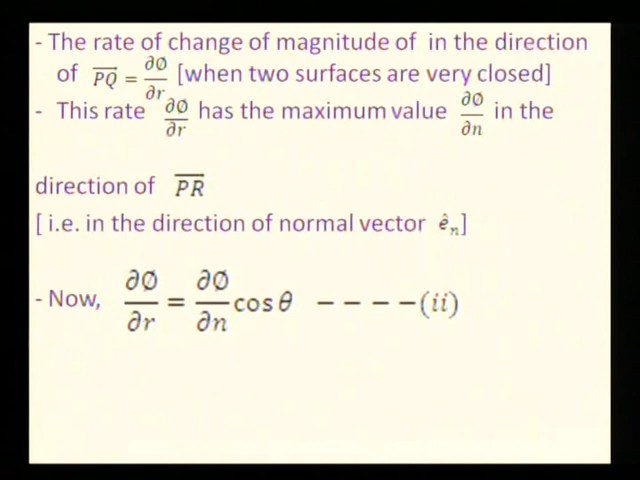 - The rate of change of magnitude of in the direction
of \overline{PQ} = ∂Ø/∂r [when two surfaces are very closed]
- This rate ∂Ø/∂r has the maximum value ∂Ø/∂n in the
direction of \overline{PR}
[ i.e. in the direction of normal vector ê_n]
- Now, ∂Ø/∂r = ∂Ø/∂n cos θ − − − −(ii)